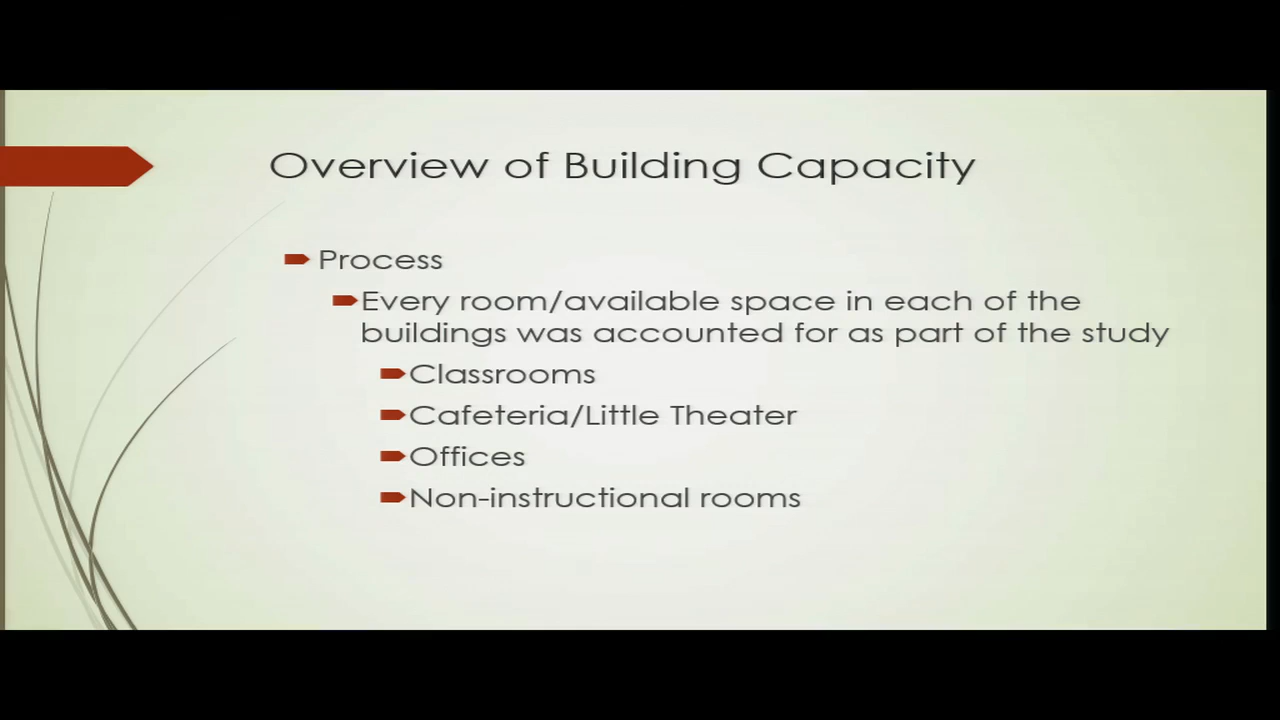 Overview of Building Capacity
Process
Every room/available space in each of the
buildings was accounted for as part of the study
Classrooms
Cafeteria/Little Theater
Offices
Non-instructional rooms